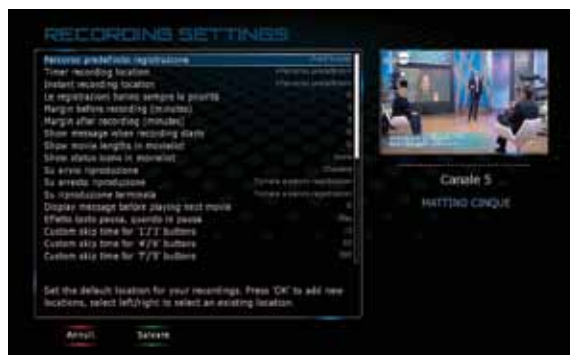 RECORDING SETTINGS
Percorso predefinito registrazione
Timer recording location
Instant recording location
Le registrazioni hanno sempre la priorità
Margin before recording (minutes)
Margin after recording (minutes)
Show message when recording starts
Show movie lengths in movielist
Show status icons in movielist
Su avvio riproduzione
Su arresto riproduzione
Su riproduzione terminata
Display message before playing next movie
Effetto tasto pausa, quando in pausa
Custom skip time for '1'/'3' buttons
Custom skip time for '4'/'6' buttons
Custom skip time for '7'/'9' buttons
Set the default location for your recordings. Press 'OK' to add new
locations, select left/right to select an existing location.
Annull.
Salvare
Canale 5
MATTINO CINQUE